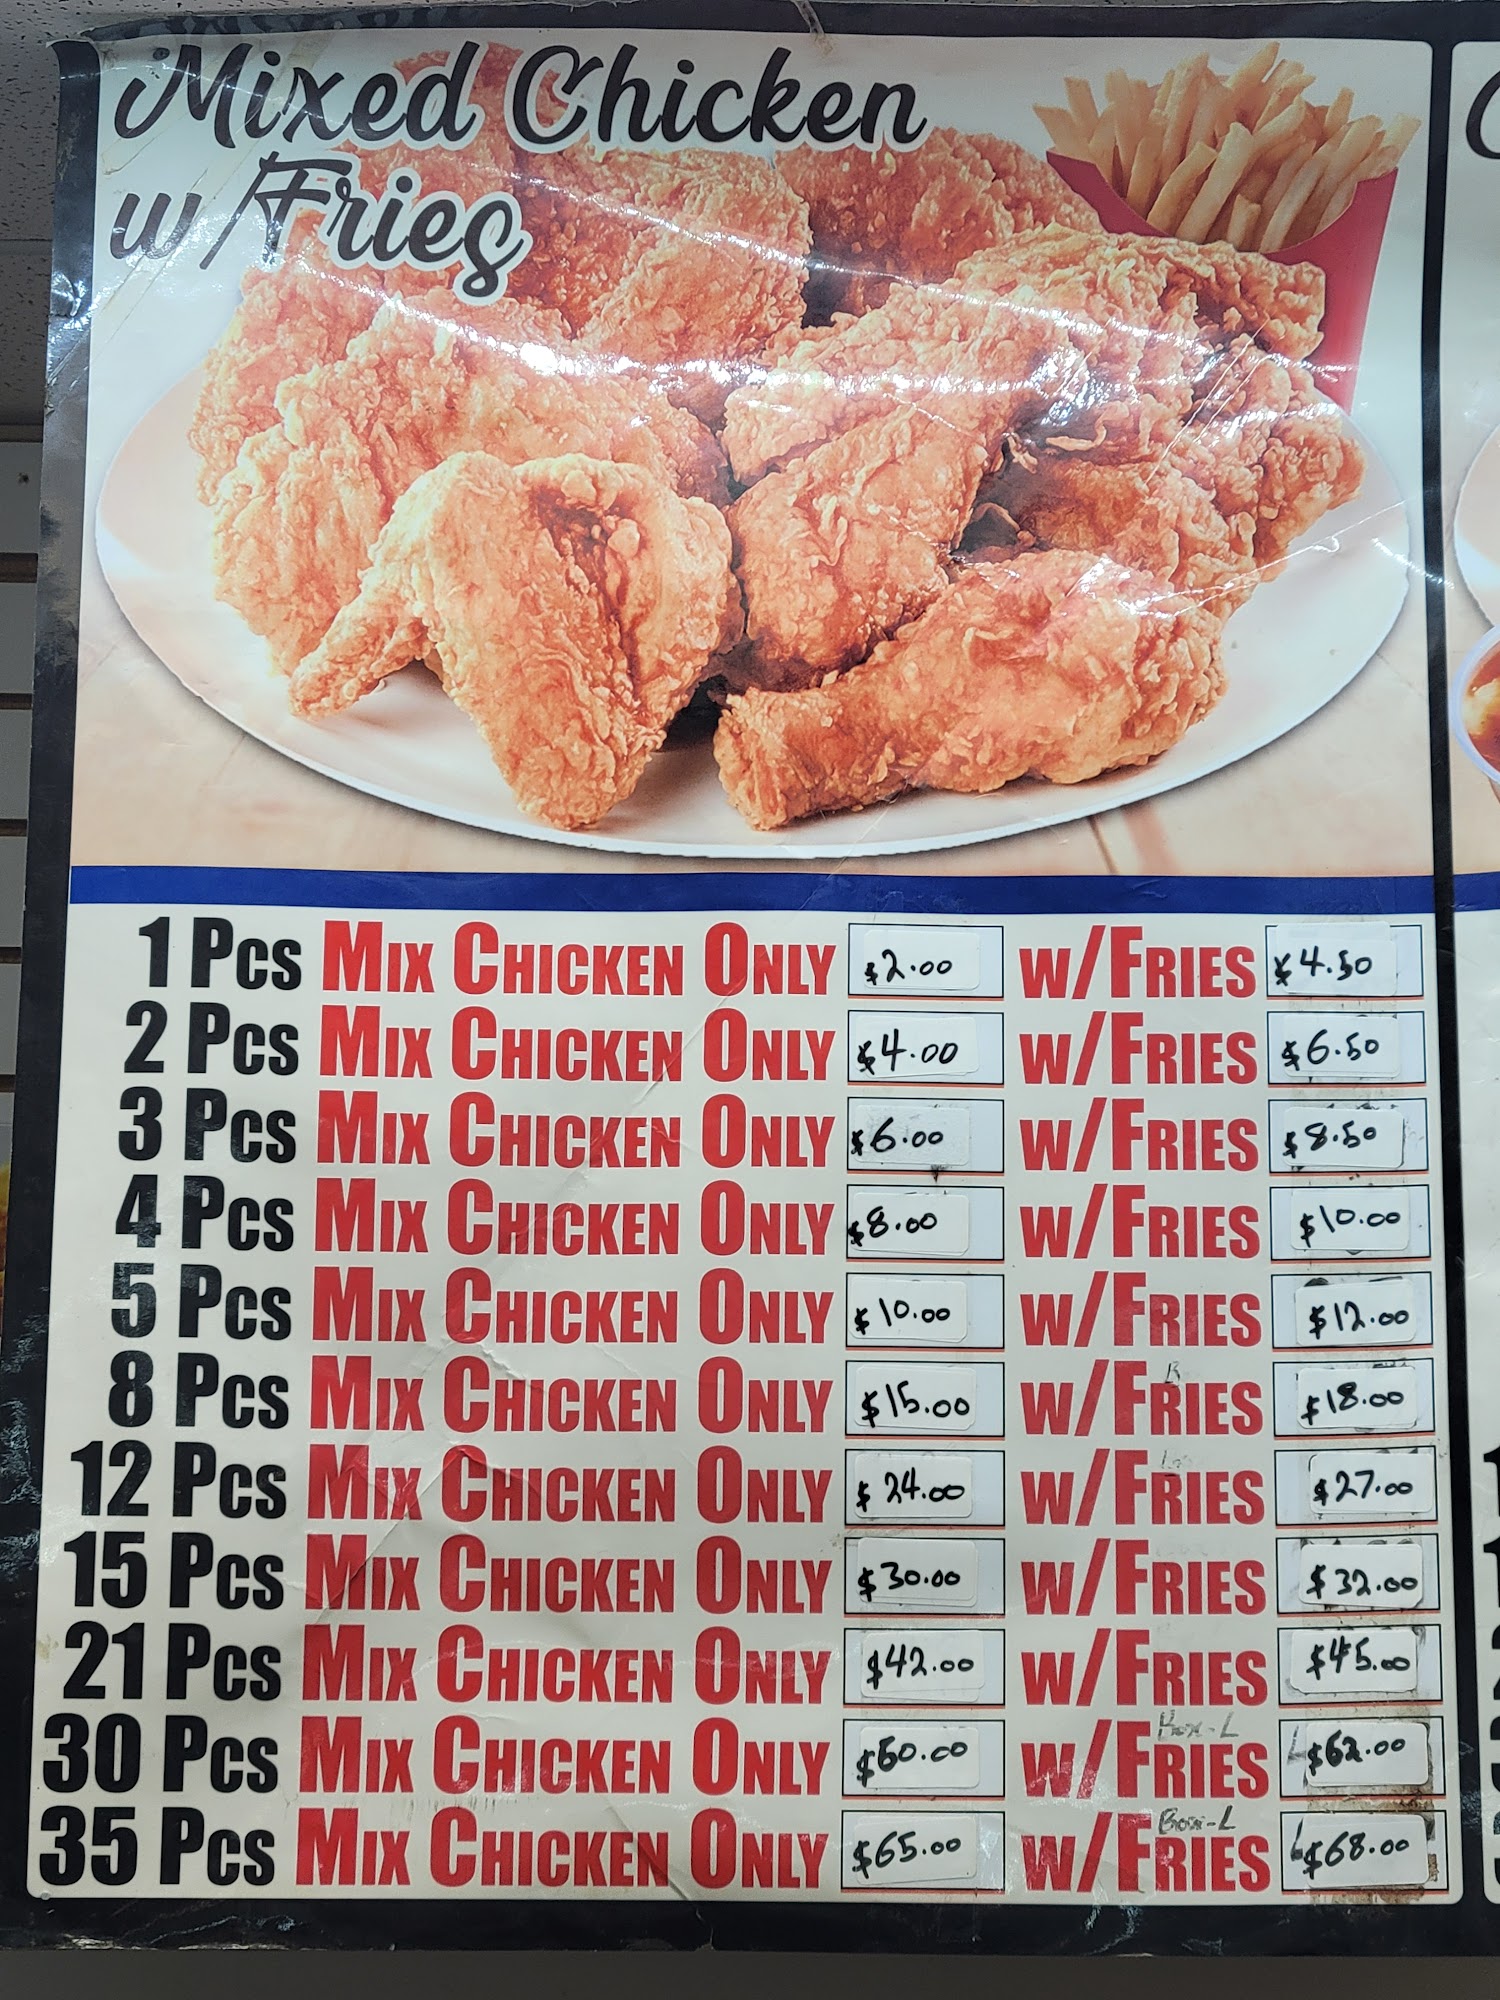 Mixed Chicken
w/Fries
1 Pcs Mix Chicken Only $2.00 w/Fries $4.50
2 Pcs Mix Chicken Only $4.00 w/Fries $6.50
3 Pcs Mix Chicken Only $6.00 w/Fries $8.50
4 Pcs Mix Chicken Only $8.00 w/Fries $10.00
5 Pcs Mix Chicken Only $10.00 w/Fries $12.00
8 Pcs Mix Chicken Only $15.00 w/Fries $18.00
12 Pcs Mix Chicken Only $24.00 w/Fries $27.00
15 Pcs Mix Chicken Only $30.00 w/Fries $32.00
21 Pcs Mix Chicken Only $42.00 w/Fries $45.00
Box-L
30 Pcs Mix Chicken Only $60.00 w/Fries $62.00
Box-L
35 Pcs Mix Chicken Only $65.00 w/Fries $68.00